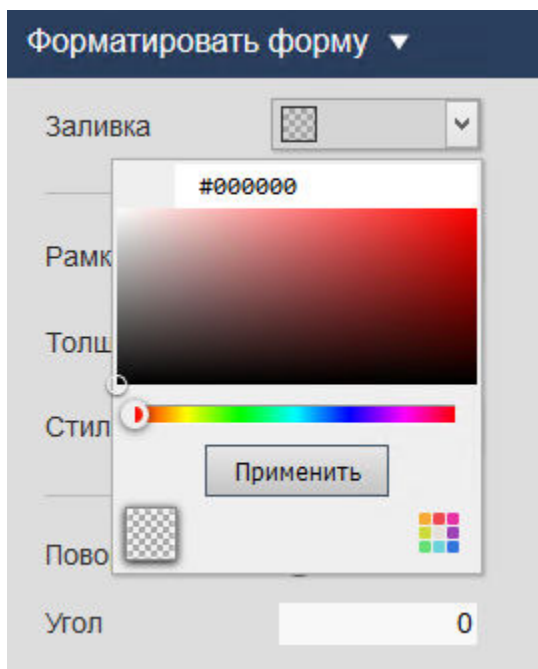 Форматировать форму
Заливка
#000000
Рамк
Толщ
Стил
Применить
Пово
Угол 0